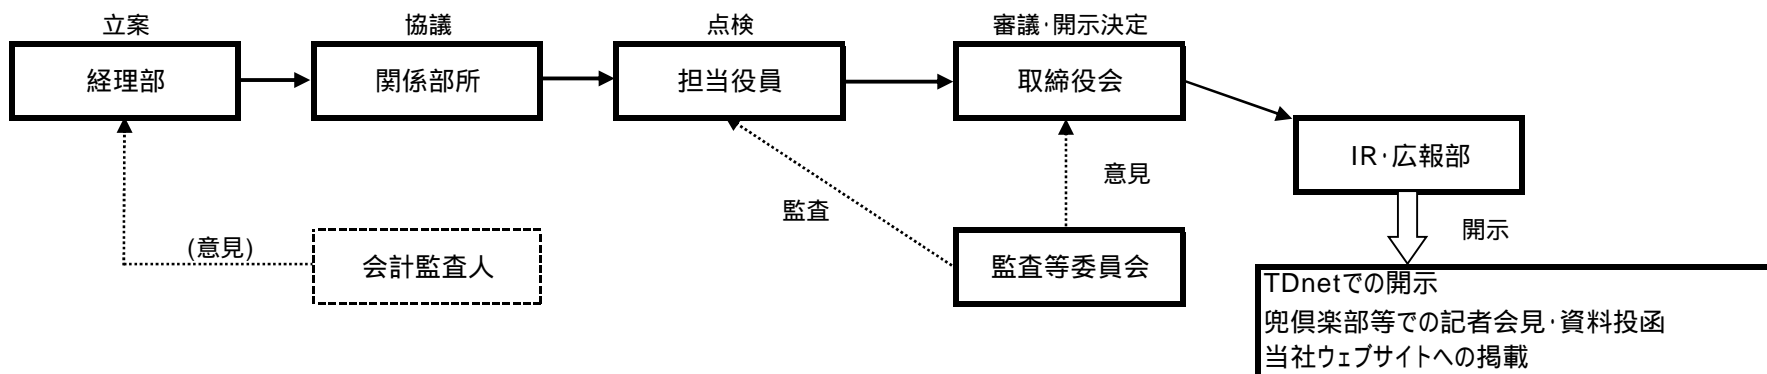 立案
協議
点検
審議･開示決定
経理部
関係部所
担当役員
取締役会
IR･広報部
意見
監査
開示
(意見)
会計監査人
監査等委員会
TDnetでの開示
兜倶楽部等での記者会見･資料投函
当社ウェブサイトへの掲載